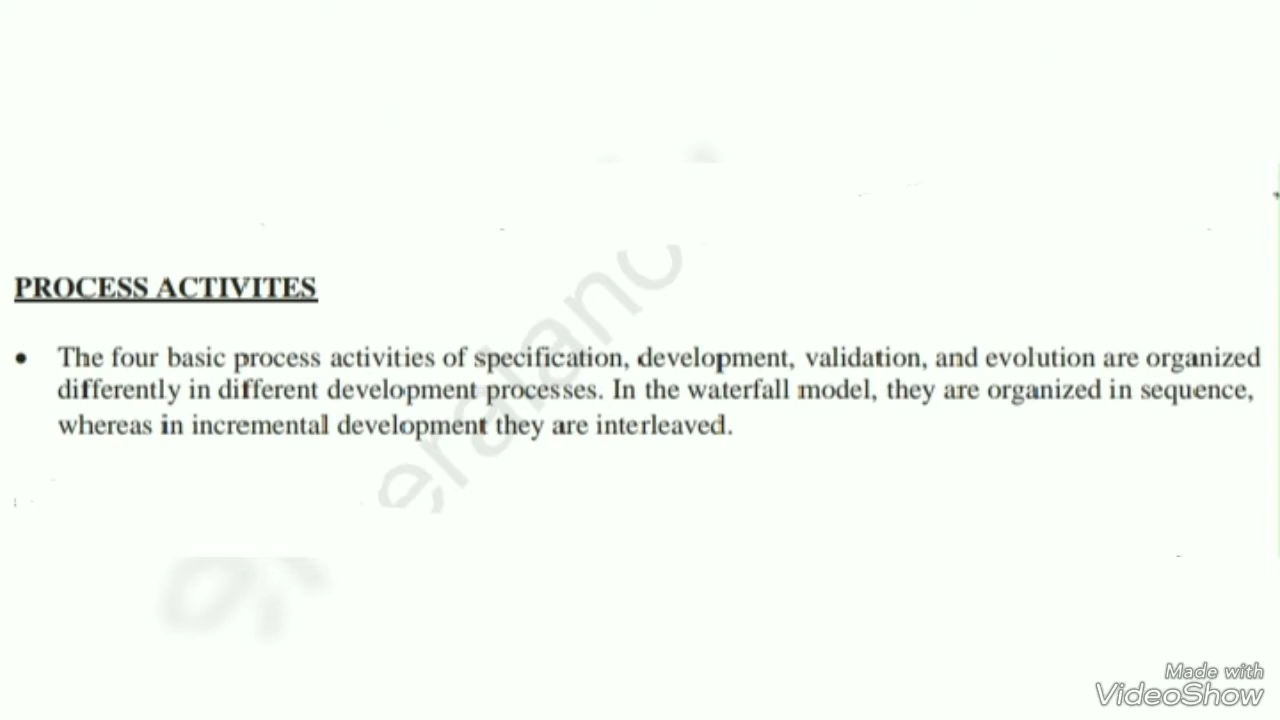 PROCESS ACTIVITES
• The four basic process activities of specification, development, validation, and evolution are organized
differently in different development processes. In the waterfall model, they are organized in sequence,
whereas in incremental development they are interleaved.
Made with
VideoShow